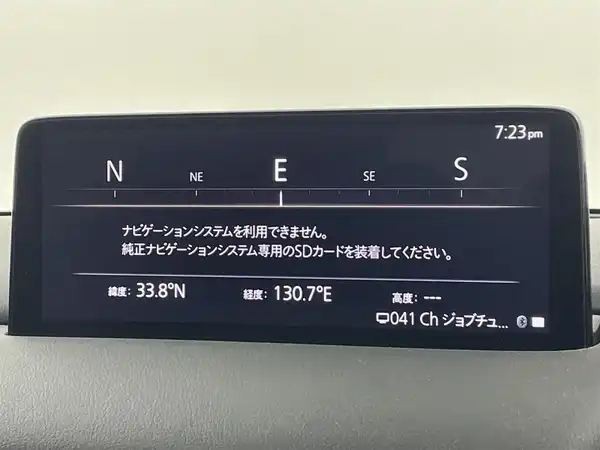 7:23pm
N NE E SE S
ナビゲーションシステムを利用できません。
純正ナビゲーションシステム専用のSDカードを装着してください。
緯度: 33.8°N 経度: 130.7°E 高度: ---
041 Ch ジョブチュ...